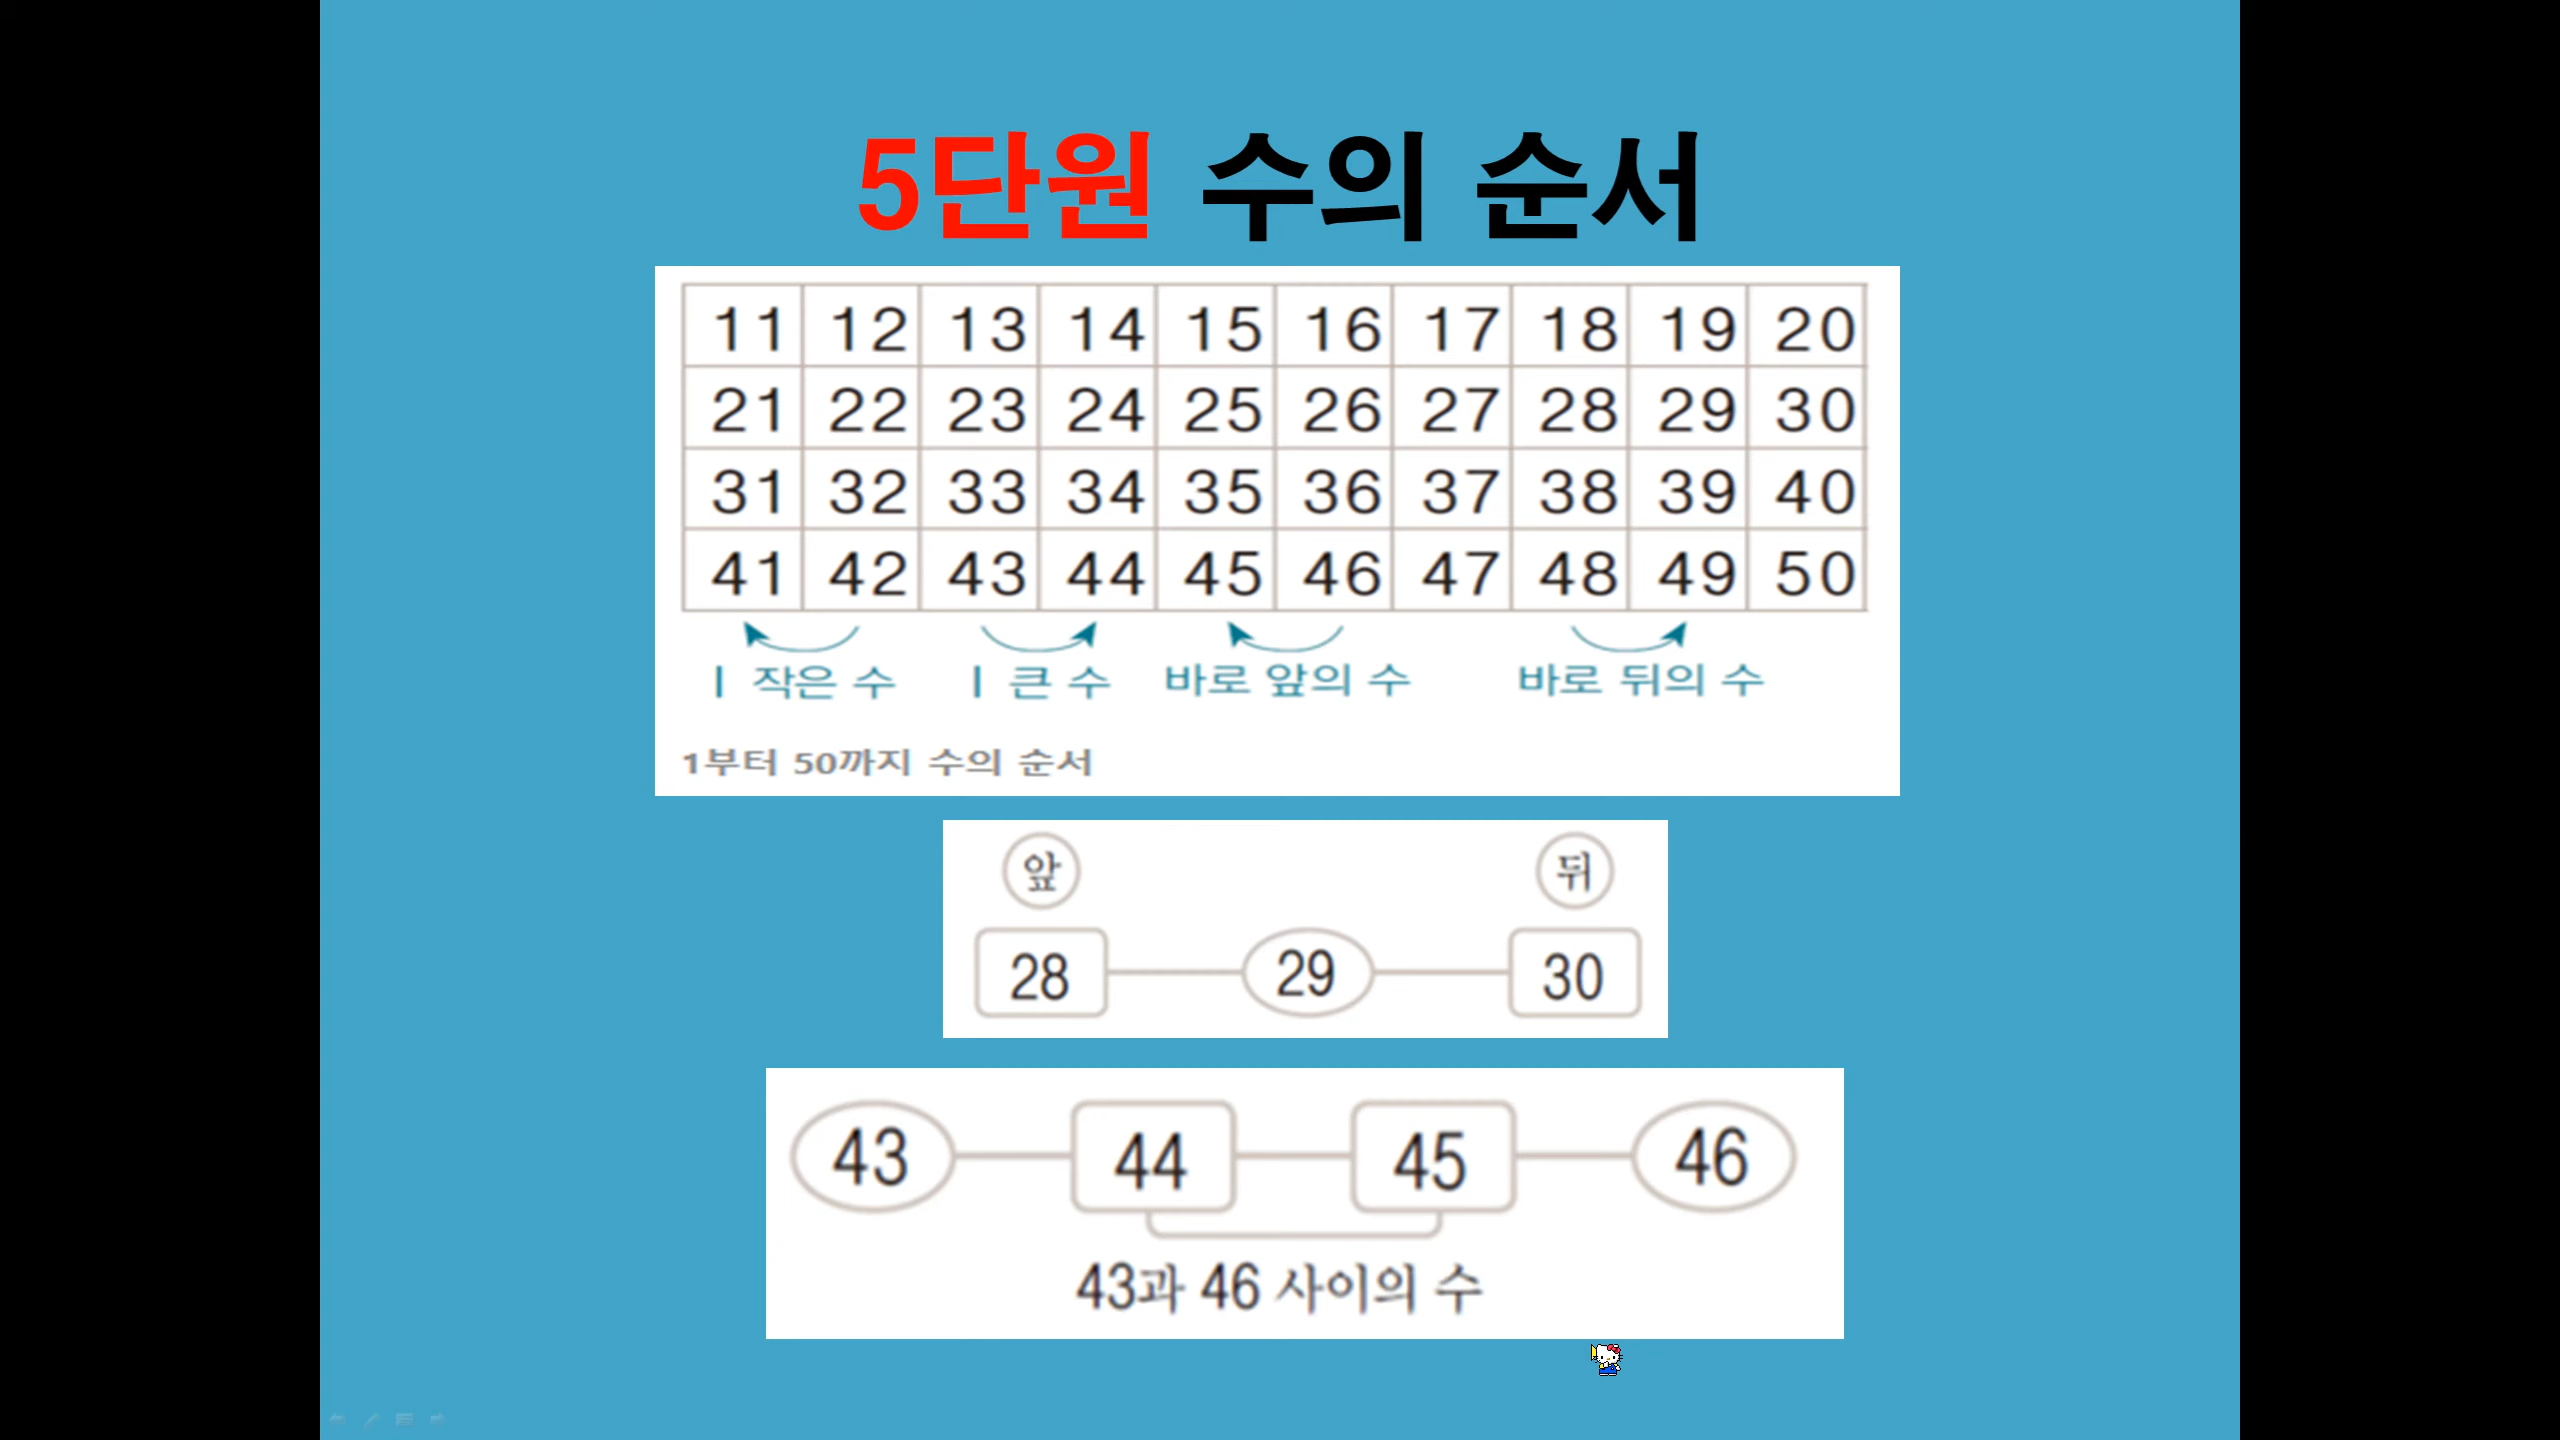 5단원 수의 순서
11 12 13 14 15 16 17 18 19 20
21 22 23 24 25 26 27 28 29 30
31 32 33 34 35 36 37 38 39 40
41 42 43 44 45 46 47 48 49 50
1 작은 수 1 큰 수 바로 앞의 수 바로 뒤의 수
1부터 50까지 수의 순서
앞 뒤
28 29 30
43 44 45 46
43과 46 사이의 수